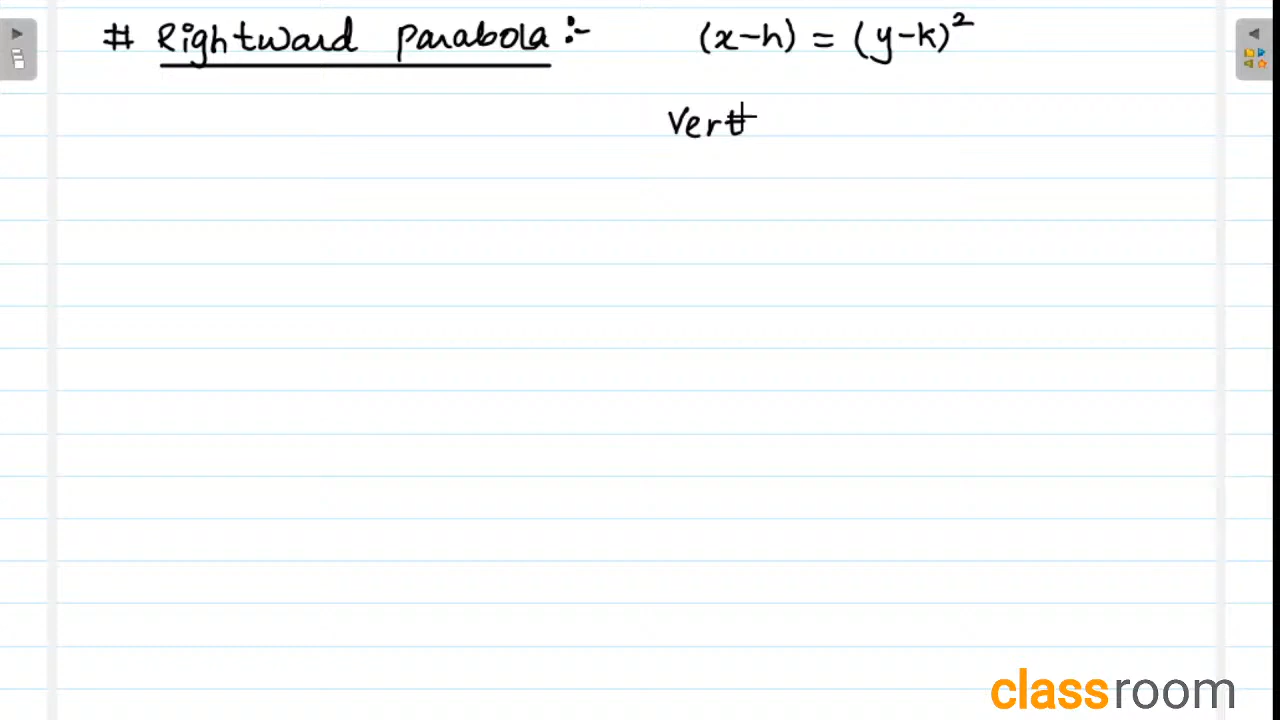 # Rightward parabola :- (x-h) = (y-k)²
Vert
classroom